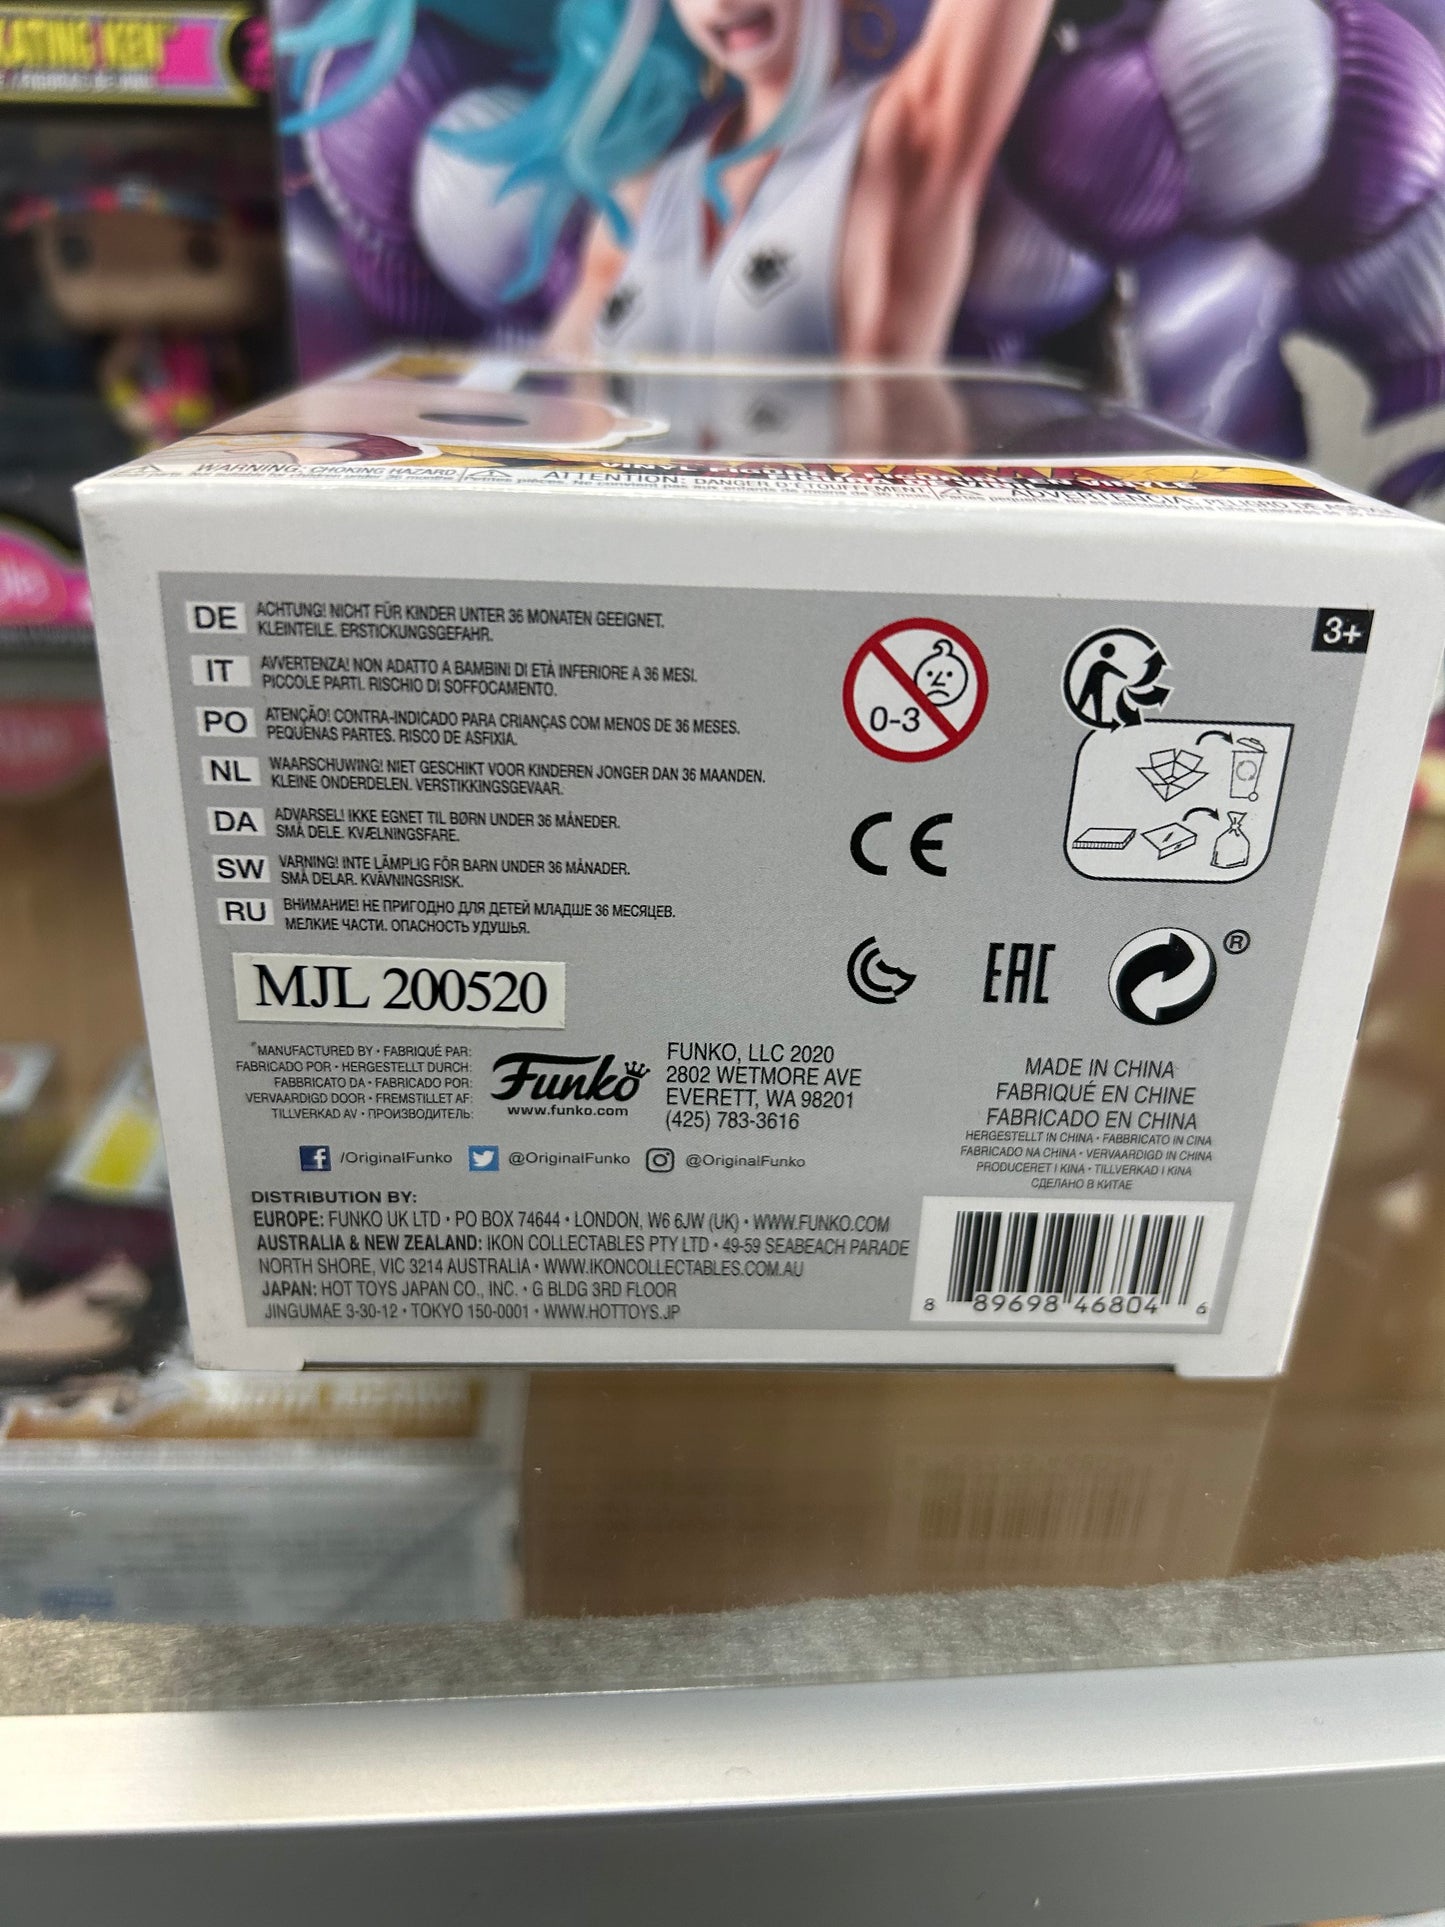 WARNING: CHOKING HAZARD.
ATTENTION: DANGER D'ÉTOUFFEMENT
ADVERTENCIA: PELIGRO DE
DE ACHTUNG! NICHT FÜR KINDER UNTER 36 MONATEN GEEIGNET.
KLEINTEILE. ERSTICKUNGSGEFAHR.
IT AVVERTENZA! NON ADATTO A BAMBINI DI ETÀ INFERIORE A 36 MESI.
PICCOLE PARTI. RISCHIO DI SOFFOCAMENTO.
PO ATENÇÃO! CONTRA-INDICADO PARA CRIANÇAS COM MENOS DE 36 MESES.
PEQUENAS PARTES. RISCO DE ASFIXIA.
NL WAARSCHUWING! NIET GESCHIKT VOOR KINDEREN JONGER DAN 36 MAANDEN.
KLEINE ONDERDELEN. VERSTIKKINGSGEVAAR.
DA ADVARSEL! IKKE EGNET TIL BØRN UNDER 36 MÅNEDER.
SMÅ DELE. KVÆLNINGSFARE.
SW VARNING! INTE LÄMPLIG FÖR BARN UNDER 36 MÅNADER.
SMÅ DELAR. KVÄVNINGSRISK.
RU ВНИМАНИЕ! НЕ ПРИГОДНО ДЛЯ ДЕТЕЙ МЛАДШЕ 36 МЕСЯЦЕВ.
МЕЛКИЕ ЧАСТИ. ОПАСНОСТЬ УДУШЬЯ.
3+
0-3
CE
EAC
®
MJL 200520
*MANUFACTURED BY • FABRIQUÉ PAR:
FABRICADO POR • HERGESTELLT DURCH:
FABBRICATO DA • FABRICADO POR:
VERVAARDIGD DOOR • FREMSTILLET AF:
TILLVERKAD AV • ПРОИЗВОДИТЕЛЬ:
Funko
www.funko.com
FUNKO, LLC 2020
2802 WETMORE AVE
EVERETT, WA 98201
(425) 783-3616
MADE IN CHINA
FABRIQUÉ EN CHINE
FABRICADO EN CHINA
HERGESTELLT IN CHINA • FABBRICATO IN CINA
FABRICADO NA CHINA • VERVAARDIGD IN CHINA
PRODUCERET I KINA • TILLVERKAD I KINA
СДЕЛАНО В КИТАЕ
/OriginalFunko @OriginalFunko @OriginalFunko
DISTRIBUTION BY:
EUROPE: FUNKO UK LTD • PO BOX 74644 • LONDON, W6 6JW (UK) • WWW.FUNKO.COM
AUSTRALIA & NEW ZEALAND: IKON COLLECTABLES PTY LTD • 49-59 SEABEACH PARADE
NORTH SHORE, VIC 3214 AUSTRALIA • WWW.IKONCOLLECTABLES.COM.AU
JAPAN: HOT TOYS JAPAN CO., INC. • G BLDG 3RD FLOOR
JINGUMAE 3-30-12 • TOKYO 150-0001 • WWW.HOTTOYS.JP
8 89698 46804 6